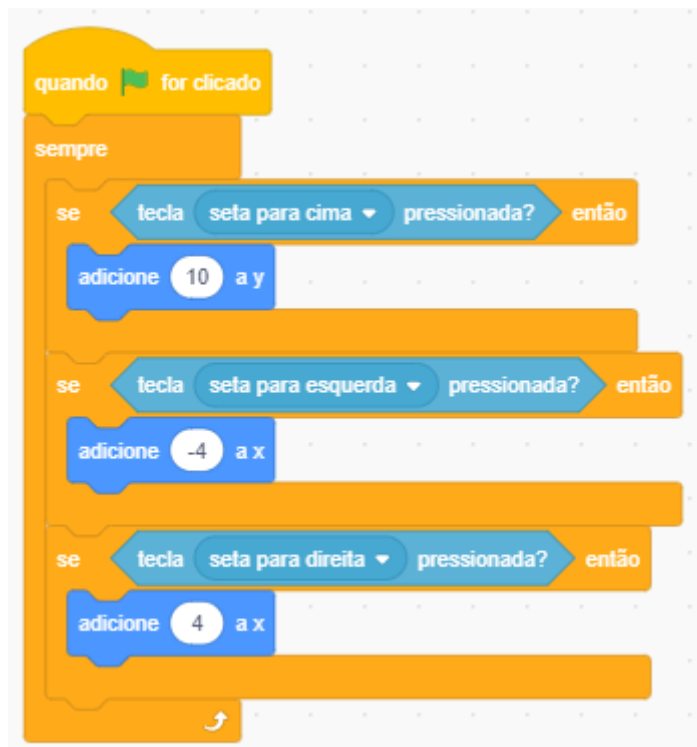 quando for clicado
sempre
se tecla seta para cima pressionada? então
adicione 10 a y
se tecla seta para esquerda pressionada? então
adicione -4 a x
se tecla seta para direita pressionada? então
adicione 4 a x